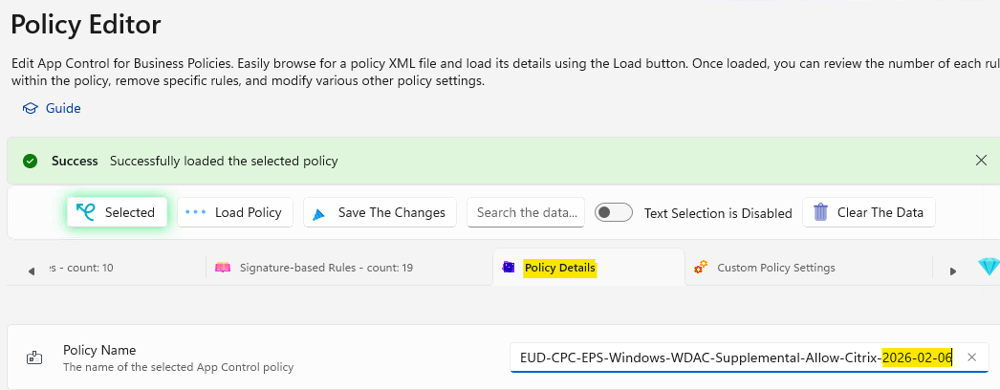 Policy Editor
Edit App Control for Business Policies. Easily browse for a policy XML file and load its details using the Load button. Once loaded, you can review the number of each rul
within the policy, remove specific rules, and modify various other policy settings.
Guide
Success Successfully loaded the selected policy
Selected Load Policy Save The Changes Search the data... Text Selection is Disabled Clear The Data
es - count: 10 Signature-based Rules - count: 19 Policy Details Custom Policy Settings
Policy Name
The name of the selected App Control policy
EUD-CPC-EPS-Windows-WDAC-Supplemental-Allow-Citrix-2026-02-06